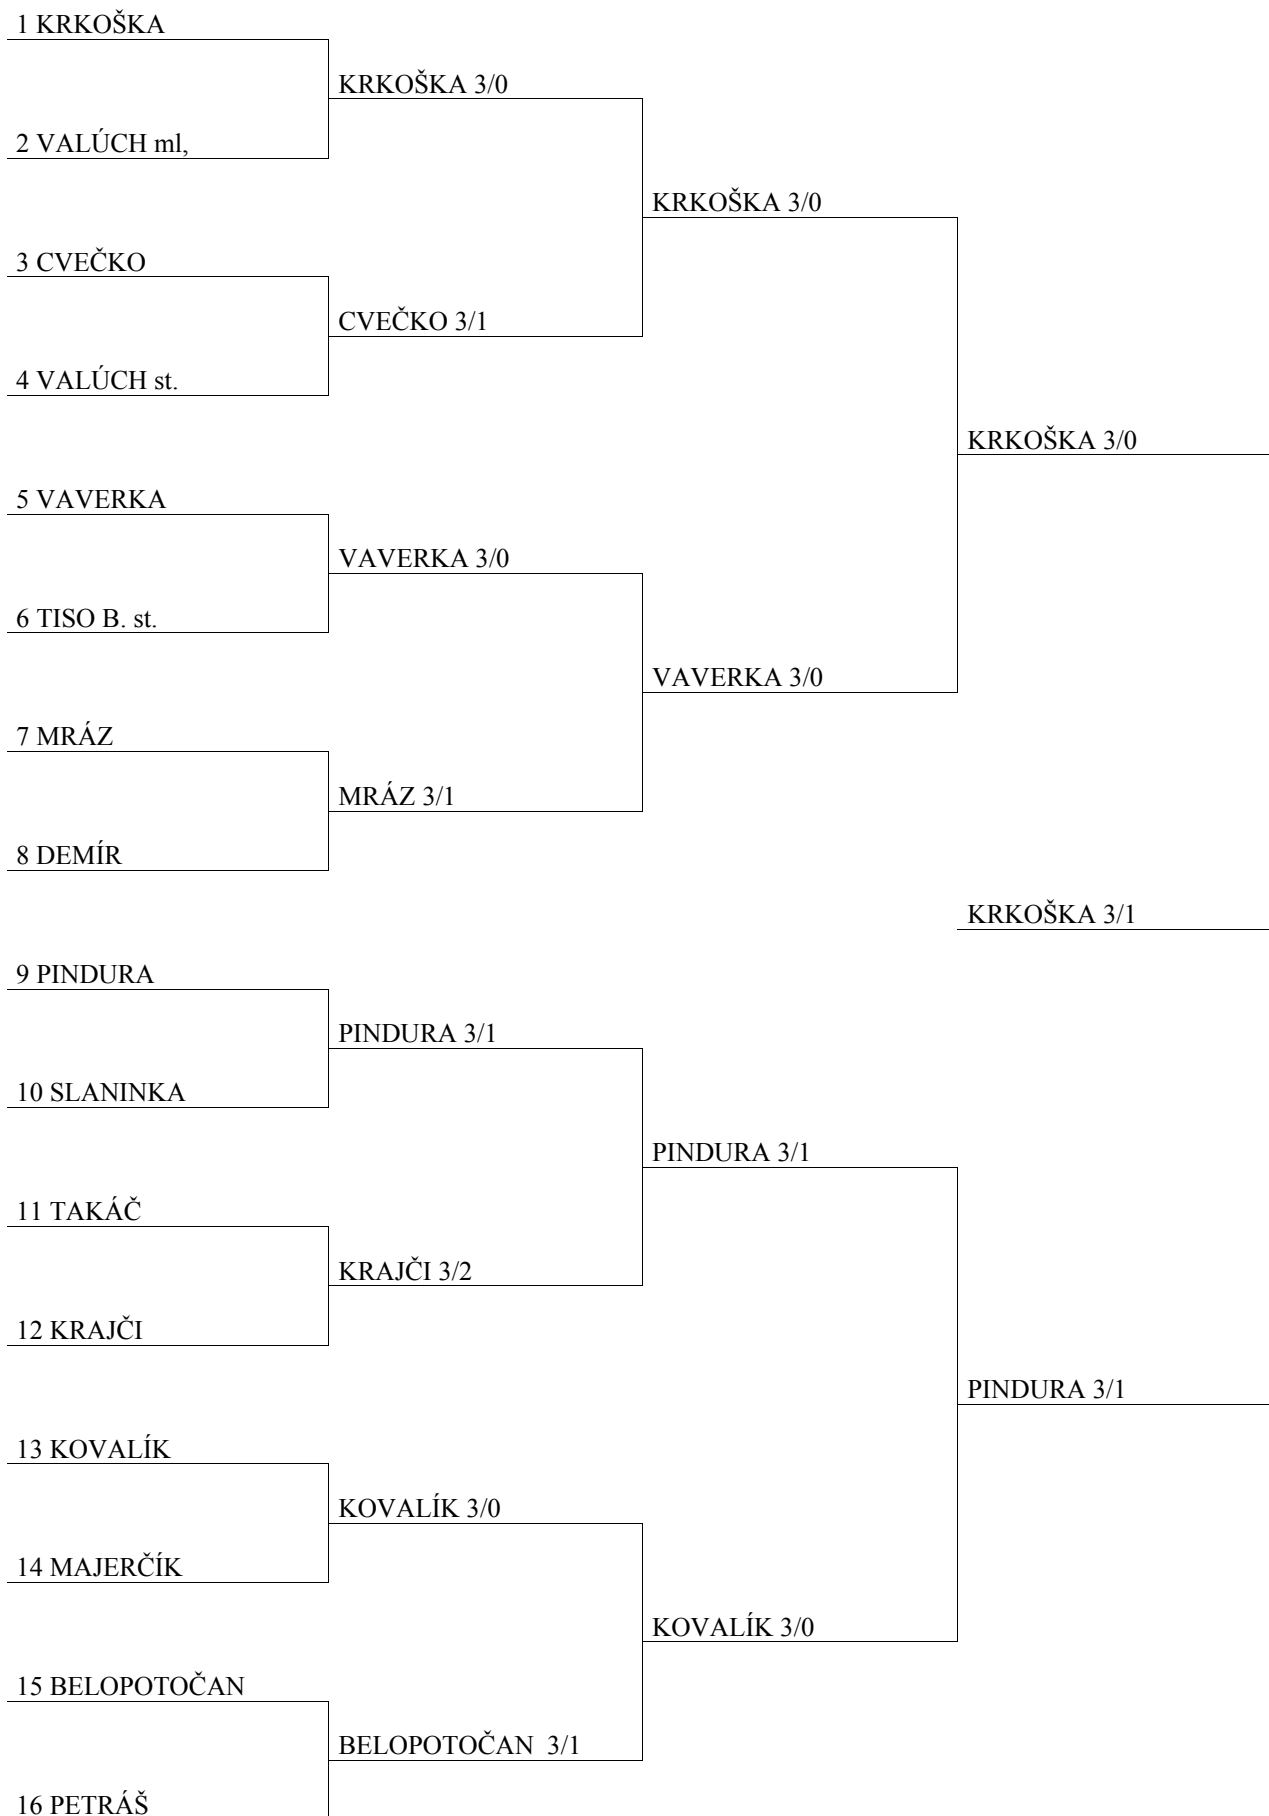 1 KRKOŠKA
KRKOŠKA 3/0
2 VALÚCH ml,
KRKOŠKA 3/0
3 CVEČKO
CVEČKO 3/1
4 VALÚCH st.
KRKOŠKA 3/0
5 VAVERKA
VAVERKA 3/0
6 TISO B. st.
VAVERKA 3/0
7 MRÁZ
MRÁZ 3/1
8 DEMÍR
KRKOŠKA 3/1
9 PINDURA
PINDURA 3/1
10 SLANINKA
PINDURA 3/1
11 TAKÁČ
KRAJČI 3/2
12 KRAJČI
PINDURA 3/1
13 KOVALÍK
KOVALÍK 3/0
14 MAJERČÍK
KOVALÍK 3/0
15 BELOPOTOČAN
BELOPOTOČAN  3/1
16 PETRÁŠ